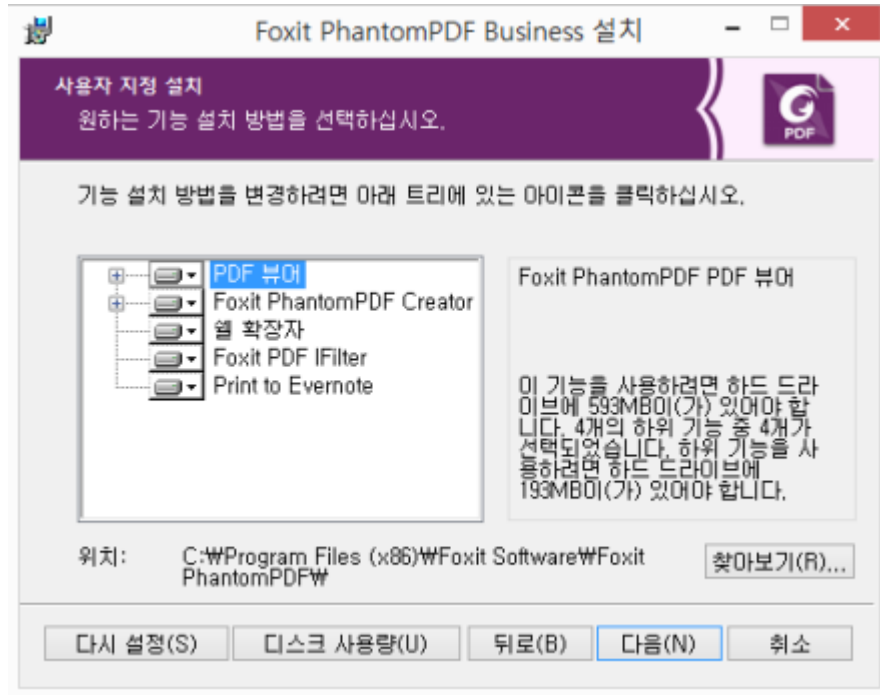 Foxit PhantomPDF Business 설치
사용자 지정 설치
원하는 기능 설치 방법을 선택하십시오.
PDF
기능 설치 방법을 변경하려면 아래 트리에 있는 아이콘을 클릭하십시오.
PDF 뷰어
Foxit PhantomPDF Creator
쉘 확장자
Foxit PDF IFilter
Print to Evernote
Foxit PhantomPDF PDF 뷰어
이 기능을 사용하려면 하드 드라
이브에 593MB이(가) 있어야 합
니다. 4개의 하위 기능 중 4개가
선택되었습니다. 하위 기능을 사
용하려면 하드 드라이브에
193MB이(가) 있어야 합니다.
위치: C:₩Program Files (x86)₩Foxit Software₩Foxit
PhantomPDF₩
찾아보기(R)...
다시 설정(S) 디스크 사용량(U) 뒤로(B) 다음(N) 취소